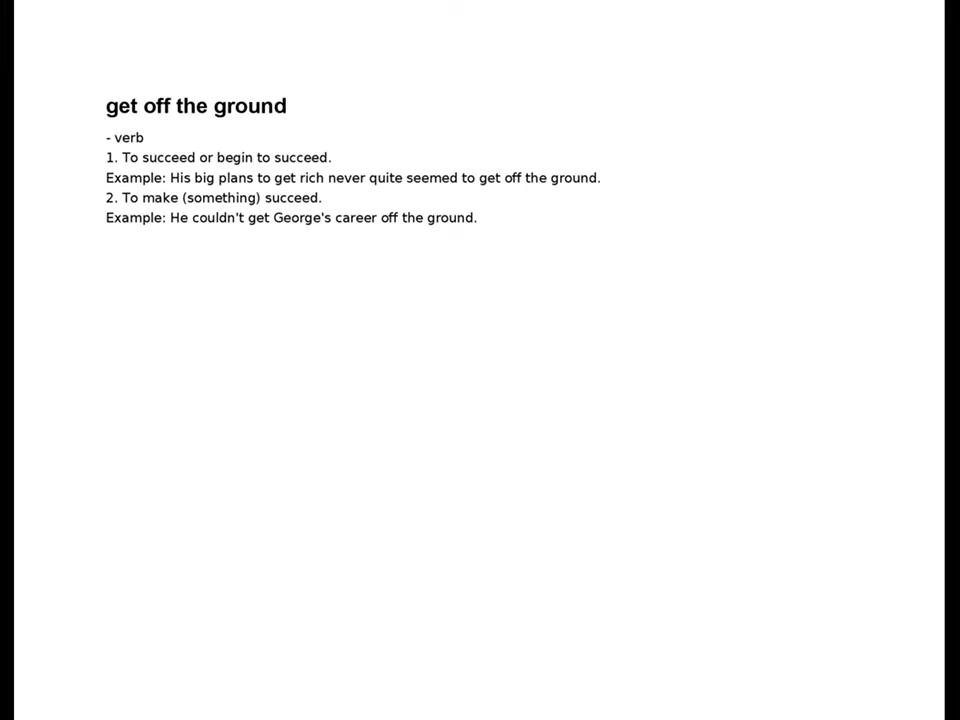 get off the ground
- verb
1. To succeed or begin to succeed.
Example: His big plans to get rich never quite seemed to get off the ground.
2. To make (something) succeed.
Example: He couldn't get George's career off the ground.